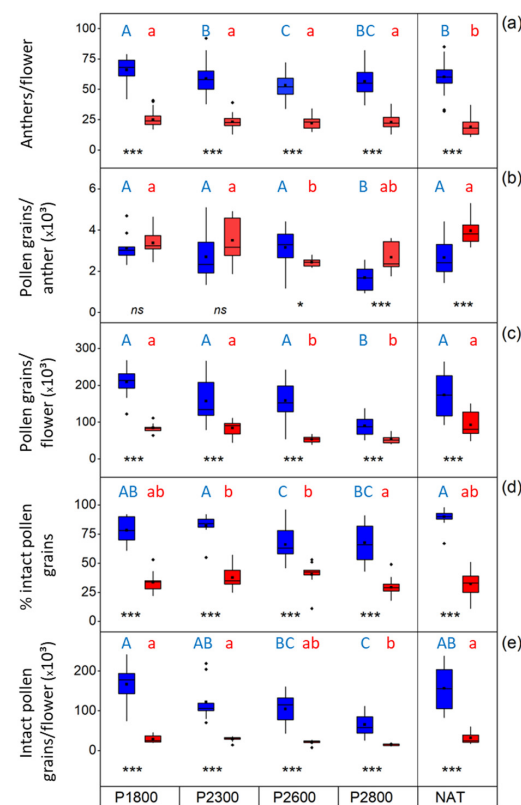 A a B a C a BC a B b (a)
Anthers/flower
100
75
50
25
0
*** *** *** *** ***
A a A a A b B ab A a (b)
Pollen grains/
anther (x10³)
6
4
2
0
ns ns * *** ***
A a A a A b B b A a (c)
Pollen grains/
flower (x10³)
300
200
100
0
*** *** *** *** ***
AB ab A b C b BC a A ab (d)
% intact pollen
grains
100
75
50
25
0
*** *** *** *** ***
A a AB a BC ab C b AB a (e)
Intact pollen
grains/flower (x10³)
200
100
0
*** *** *** *** ***
P1800 P2300 P2600 P2800 NAT